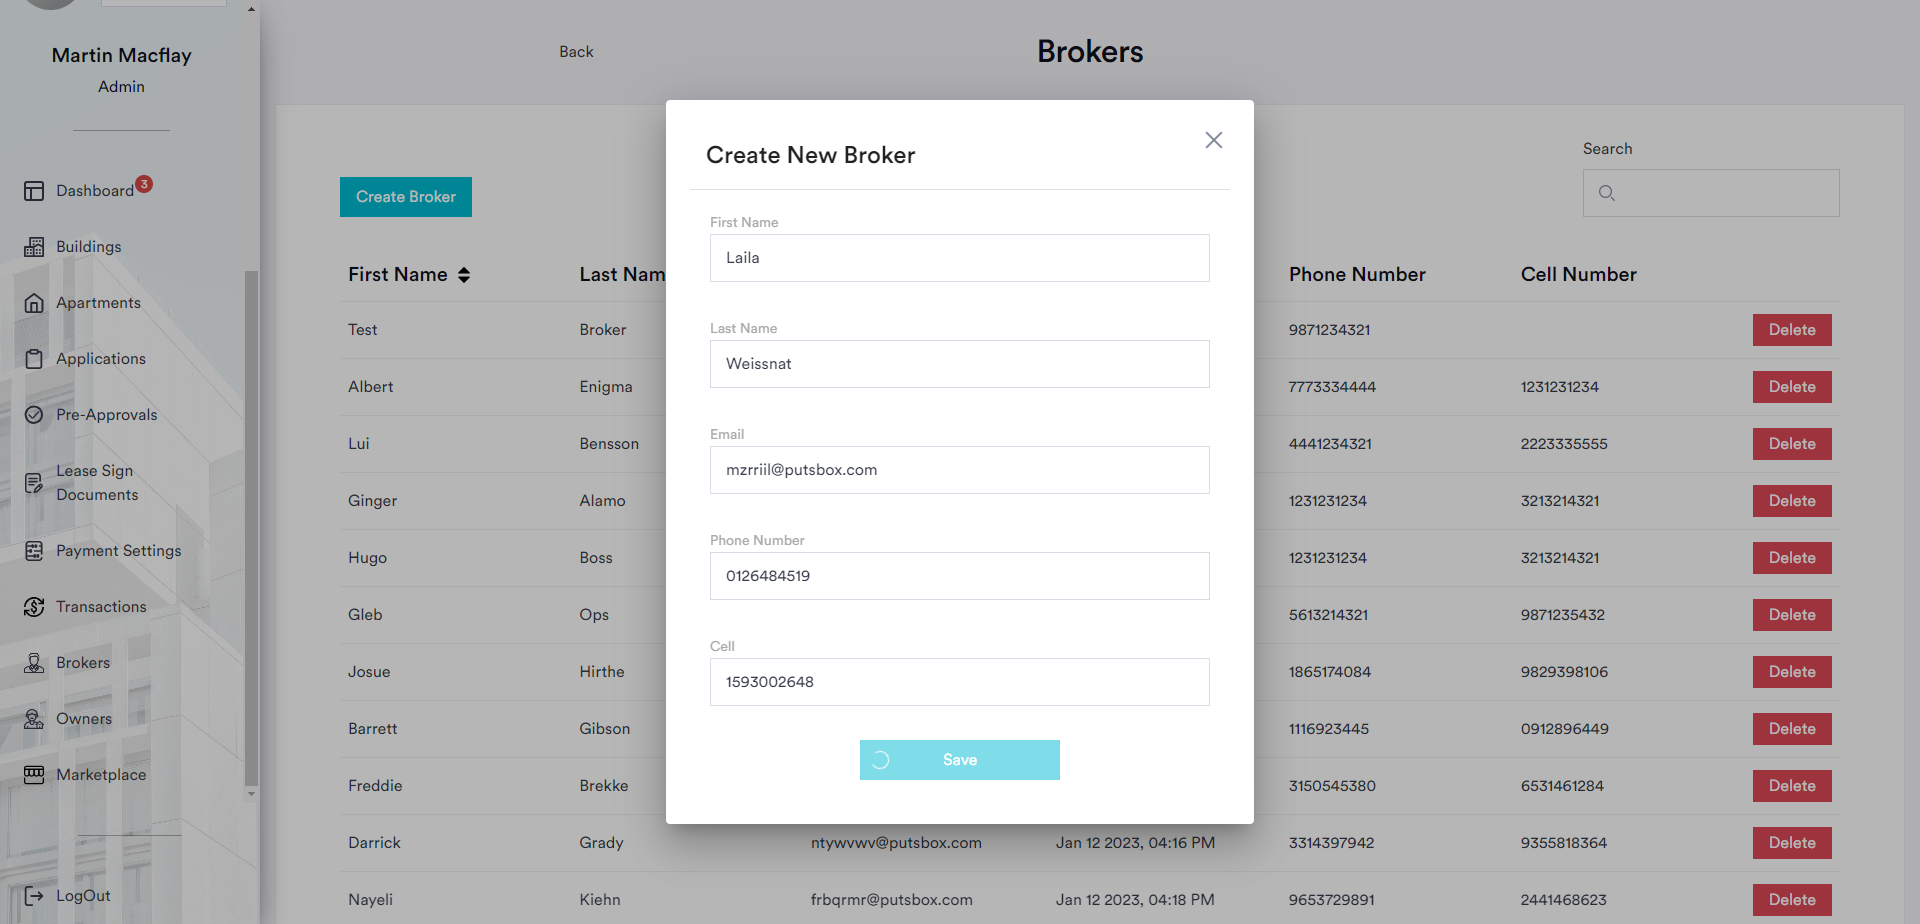 Martin Macflay
Admin
Dashboard 3
Buildings
Apartments
Applications
Pre-Approvals
Lease Sign
Documents
Payment Settings
Transactions
Brokers
Owners
Marketplace
LogOut
Back
Brokers
Create Broker
Search
First Name
Last Nam
Phone Number
Cell Number
Test Broker 9871234321 Delete
Albert Enigma 7773334444 1231231234 Delete
Lui Bensson 4441234321 2223335555 Delete
Ginger Alamo 1231231234 3213214321 Delete
Hugo Boss 1231231234 3213214321 Delete
Gleb Ops 5613214321 9871235432 Delete
Josue Hirthe 1865174084 9829398106 Delete
Barrett Gibson 1116923445 0912896449 Delete
Freddie Brekke 3150545380 6531461284 Delete
Darrick Grady ntywvwv@putsbox.com Jan 12 2023, 04:16 PM 3314397942 9355818364 Delete
Nayeli Kiehn frbqrmr@putsbox.com Jan 12 2023, 04:18 PM 9653729891 2441468623 Delete
Create New Broker
First Name
Laila
Last Name
Weissnat
Email
mzrriil@putsbox.com
Phone Number
0126484519
Cell
1593002648
Save